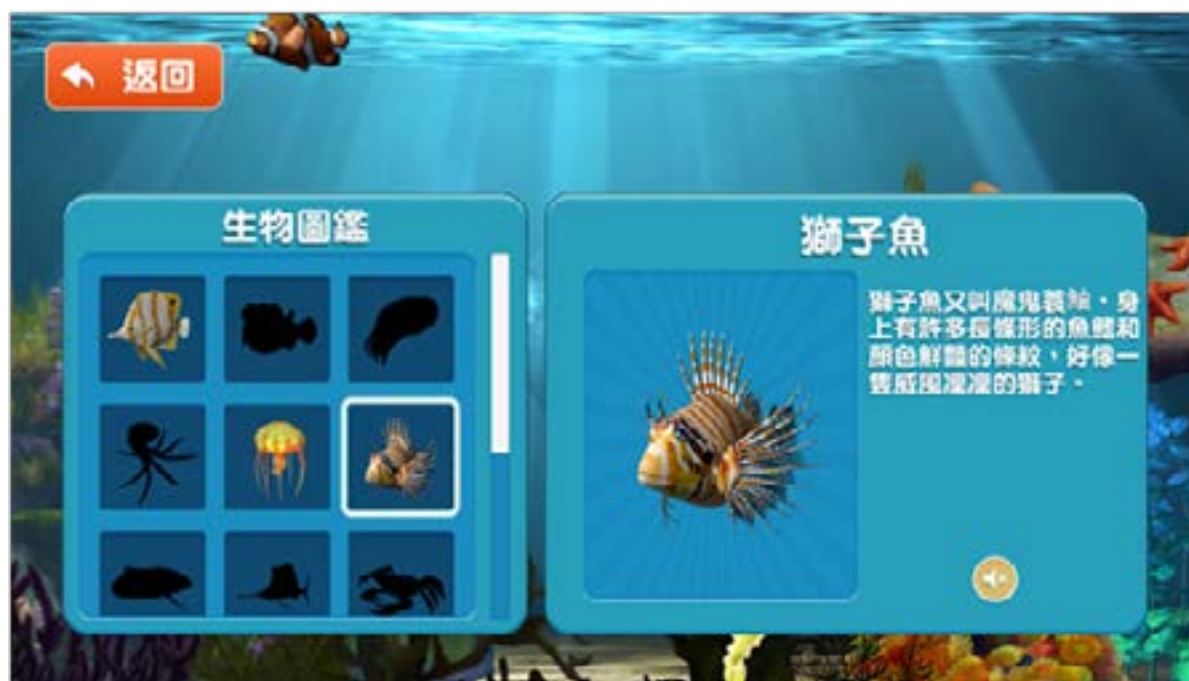 返回
生物圖鑑
獅子魚
獅子魚又叫魔鬼簑鮋,身
上有許多長條形的魚鰭和
顏色鮮豔的條紋,好像一
隻威風凜凜的獅子。